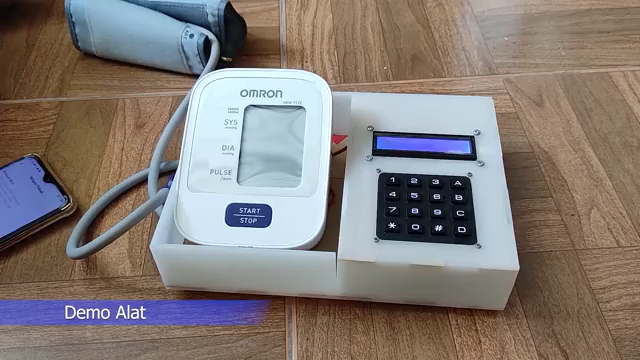 OMRON
SYS
DIA
PULSE
START
STOP
1 2 3 A
4 5 6 B
7 8 9 C
* 0 # D
Demo Alat